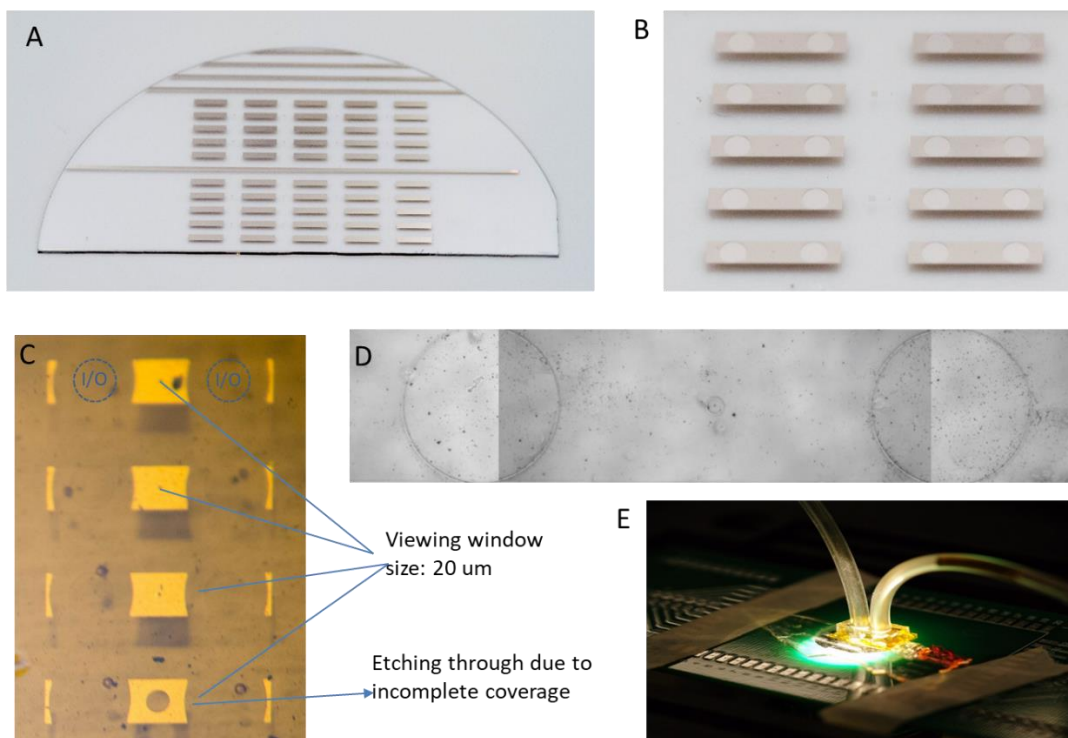 A
B
C
I/O
I/O
D
Viewing window
size: 20 um
E
Etching through due to
incomplete coverage